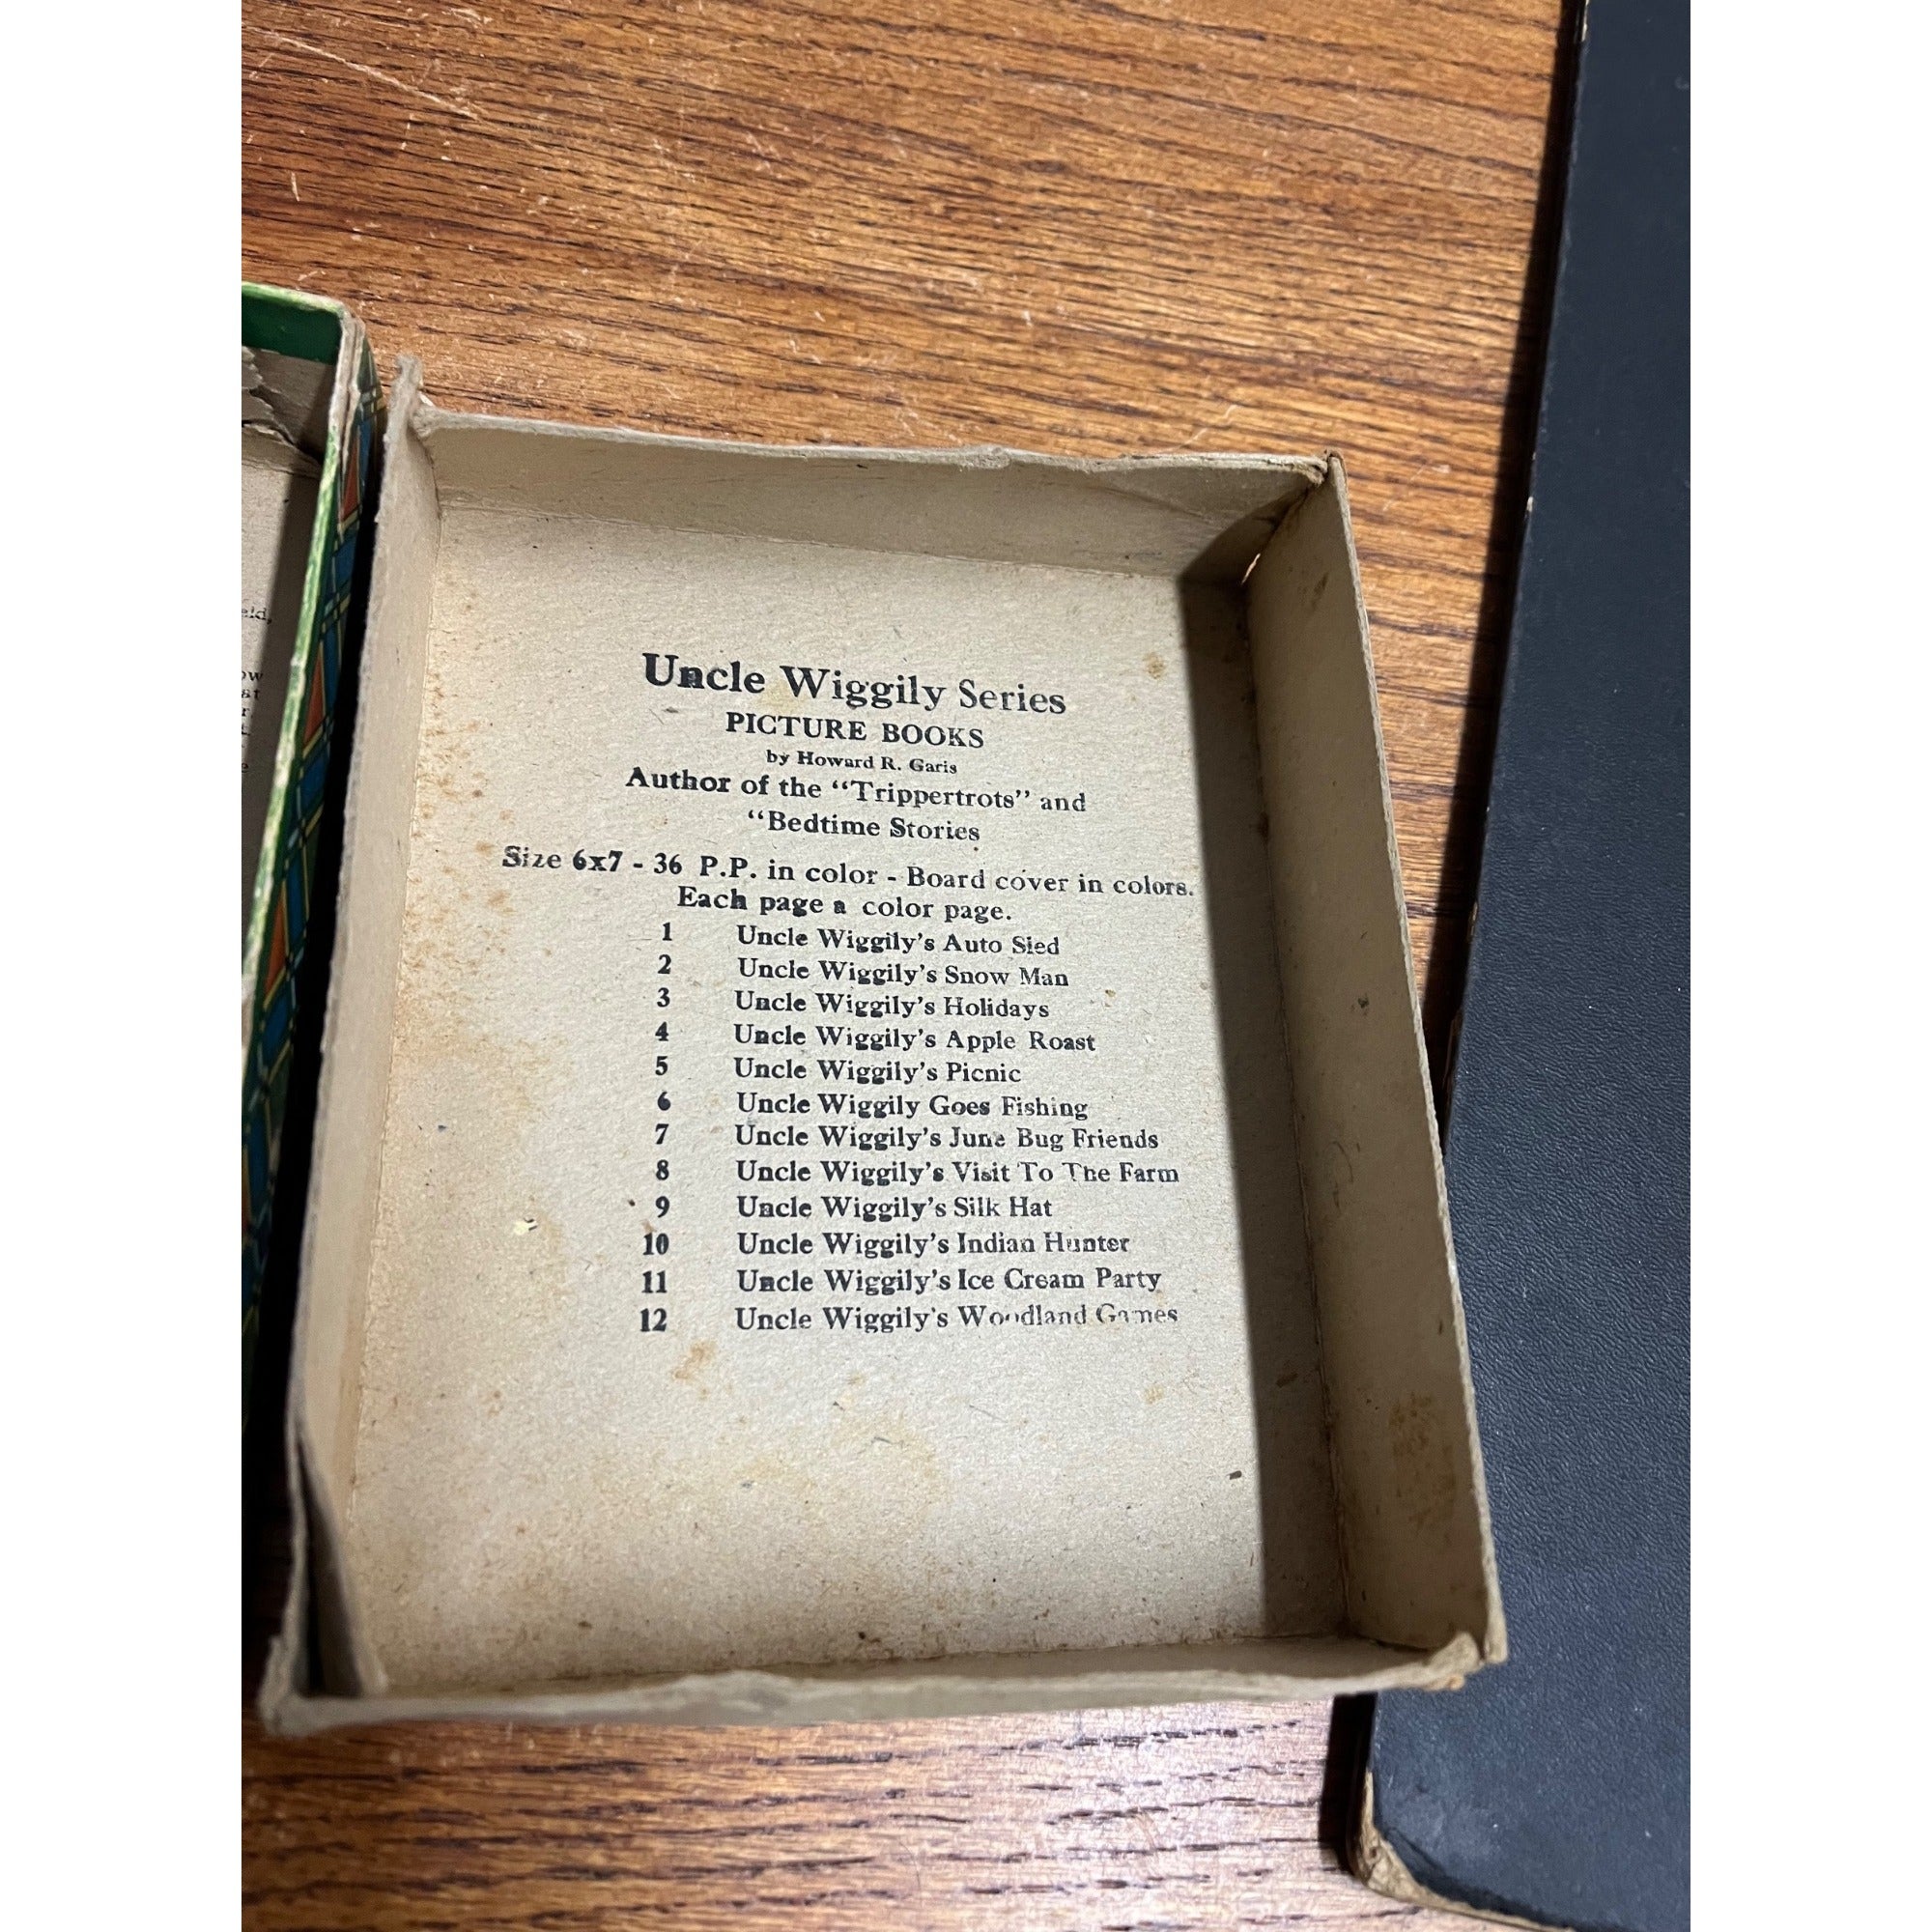 Uncle Wiggily Series
PICTURE BOOKS
by Howard R. Garis
Author of the “Trippertrots” and
“Bedtime Stories
Size 6x7 - 36 P.P. in color - Board cover in colors.
Each page a color page.
1 Uncle Wiggily’s Auto Sled
2 Uncle Wiggily’s Snow Man
3 Uncle Wiggily’s Holidays
4 Uncle Wiggily’s Apple Roast
5 Uncle Wiggily’s Picnic
6 Uncle Wiggily Goes Fishing
7 Uncle Wiggily’s June Bug Friends
8 Uncle Wiggily’s Visit To The Farm
9 Uncle Wiggily’s Silk Hat
10 Uncle Wiggily’s Indian Hunter
11 Uncle Wiggily’s Ice Cream Party
12 Uncle Wiggily’s Woodland Games